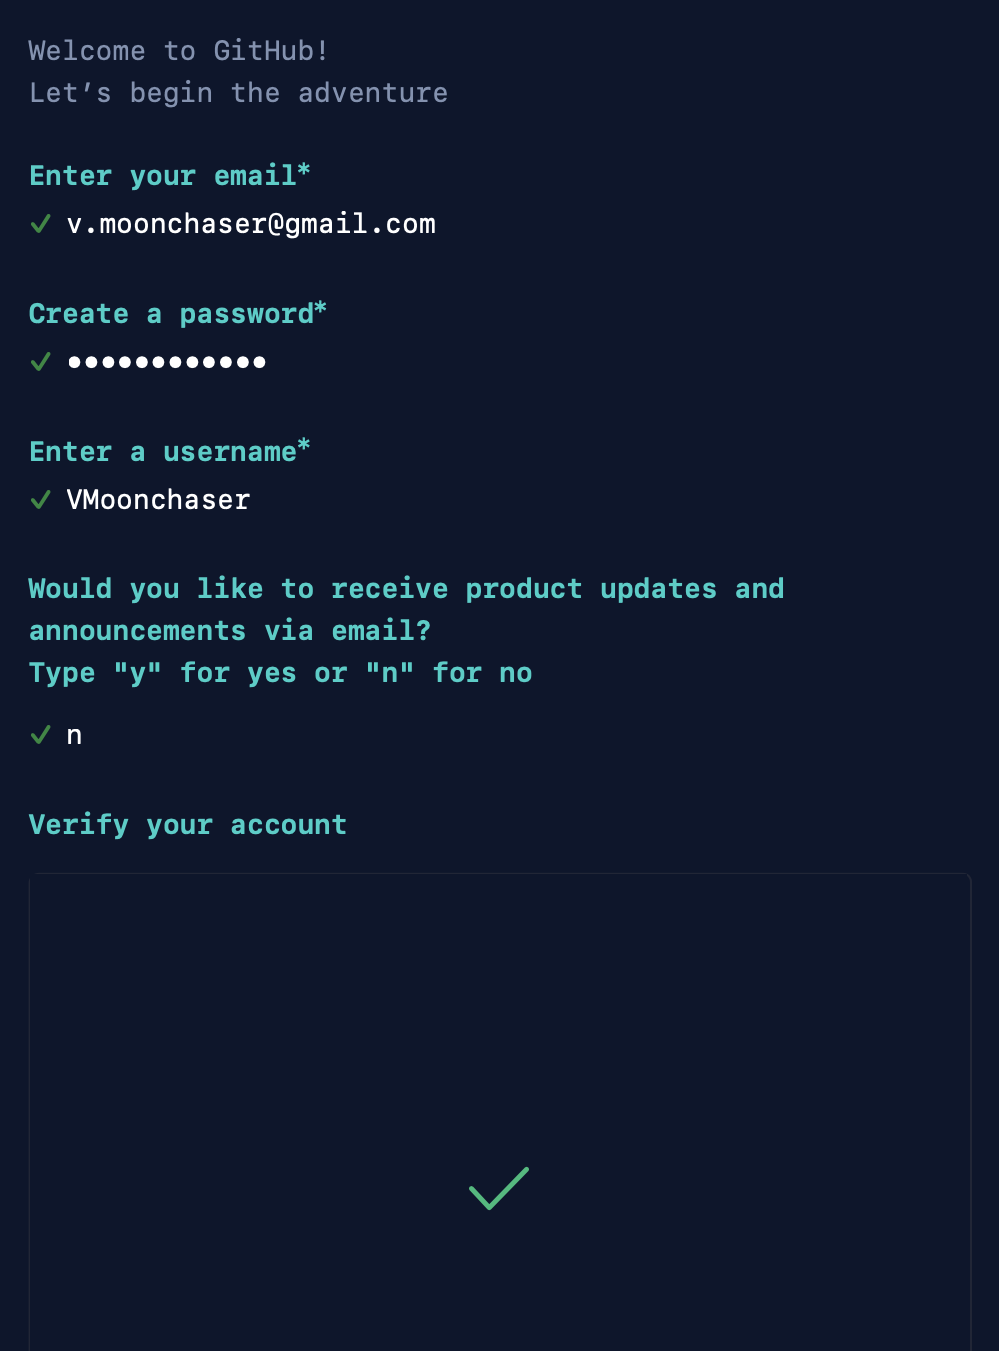 Welcome to GitHub!
Let’s begin the adventure
Enter your email*
✓ v.moonchaser@gmail.com
Create a password*
✓ ●●●●●●●●●●●●
Enter a username*
✓ VMoonchaser
Would you like to receive product updates and
announcements via email?
Type "y" for yes or "n" for no
✓ n
Verify your account